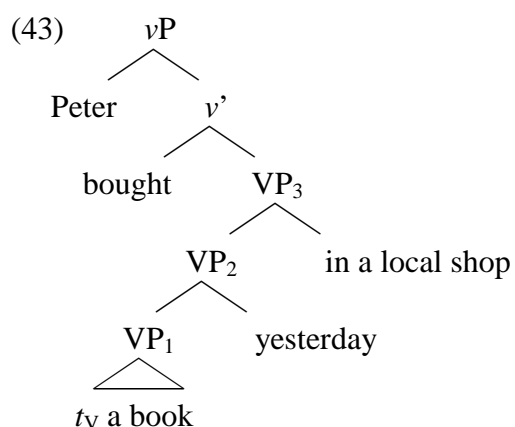 (43) vP
Peter v’
bought VP3
VP2 in a local shop
VP1 yesterday
tV a book